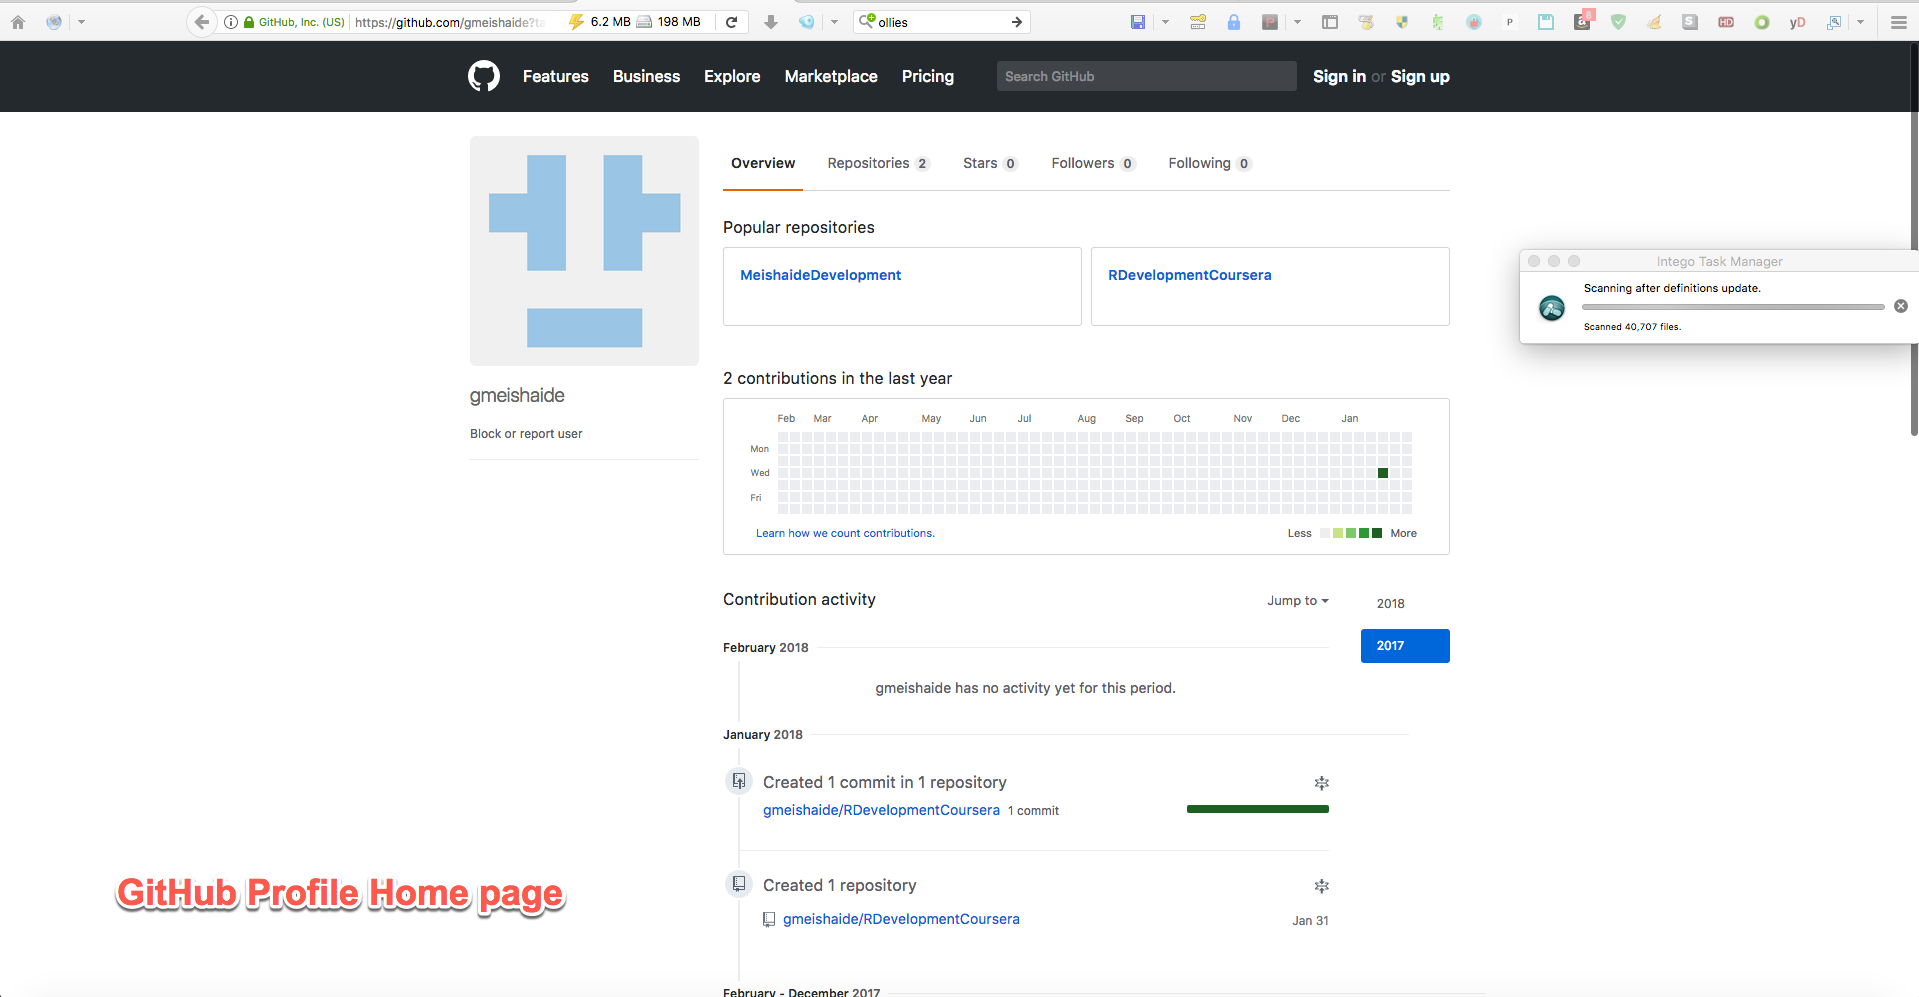 GitHub, Inc. (US) https://github.com/gmeishaide?ta 6.2 MB 198 MB ollies
Features Business Explore Marketplace Pricing Search GitHub Sign in or Sign up
Overview Repositories 2 Stars 0 Followers 0 Following 0
Popular repositories
MeishaideDevelopment RDevelopmentCoursera
Intego Task Manager
Scanning after definitions update.
Scanned 40,707 files.
gmeishaide
Block or report user
2 contributions in the last year
Feb Mar Apr May Jun Jul Aug Sep Oct Nov Dec Jan
Mon
Wed
Fri
Learn how we count contributions. Less More
Contribution activity Jump to 2018
2017
February 2018
gmeishaide has no activity yet for this period.
January 2018
Created 1 commit in 1 repository
gmeishaide/RDevelopmentCoursera 1 commit
Created 1 repository
gmeishaide/RDevelopmentCoursera Jan 31
GitHub Profile Home page
February - December 2017